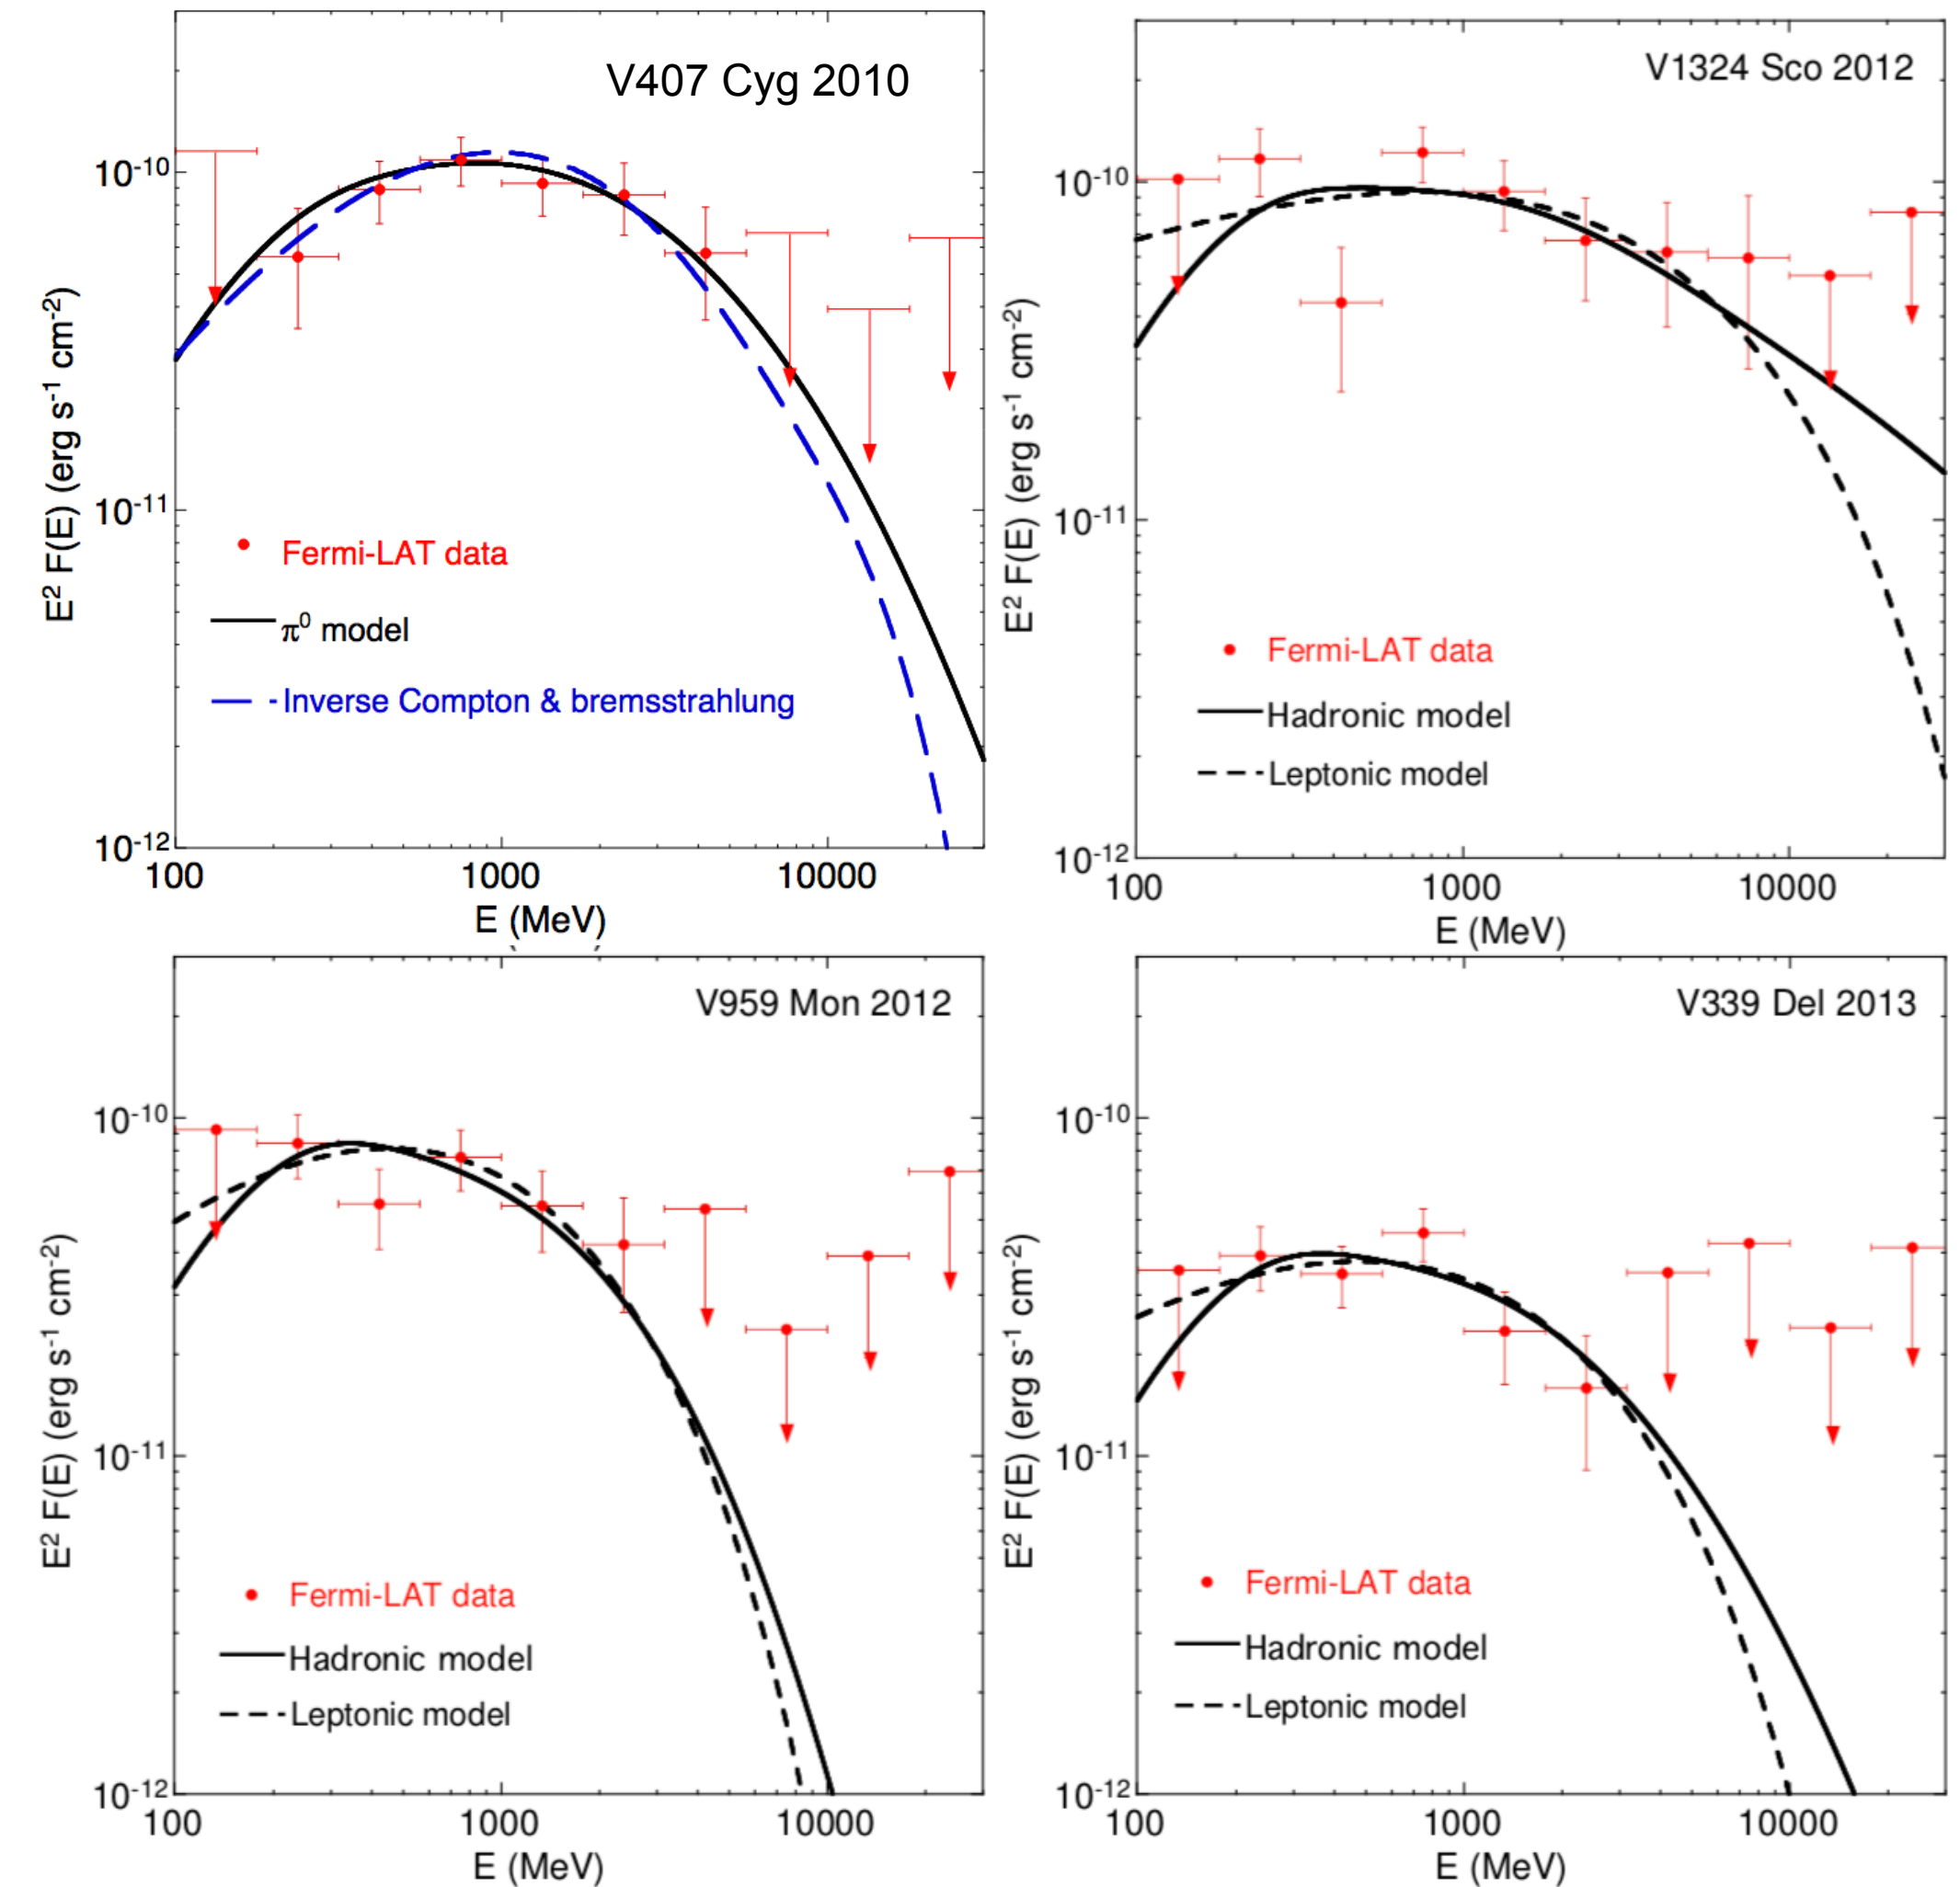 V407 Cyg 2010
10⁻¹⁰
10⁻¹¹
10⁻¹²
E² F(E) (erg s⁻¹ cm⁻²)
Fermi-LAT data
π⁰ model
Inverse Compton & bremsstrahlung
100 1000 10000
E (MeV)
V1324 Sco 2012
10⁻¹⁰
10⁻¹¹
10⁻¹²
E² F(E) (erg s⁻¹ cm⁻²)
Fermi-LAT data
Hadronic model
Leptonic model
100 1000 10000
E (MeV)
V959 Mon 2012
10⁻¹⁰
10⁻¹¹
10⁻¹²
E² F(E) (erg s⁻¹ cm⁻²)
Fermi-LAT data
Hadronic model
Leptonic model
100 1000 10000
E (MeV)
V339 Del 2013
10⁻¹⁰
10⁻¹¹
10⁻¹²
E² F(E) (erg s⁻¹ cm⁻²)
Fermi-LAT data
Hadronic model
Leptonic model
100 1000 10000
E (MeV)